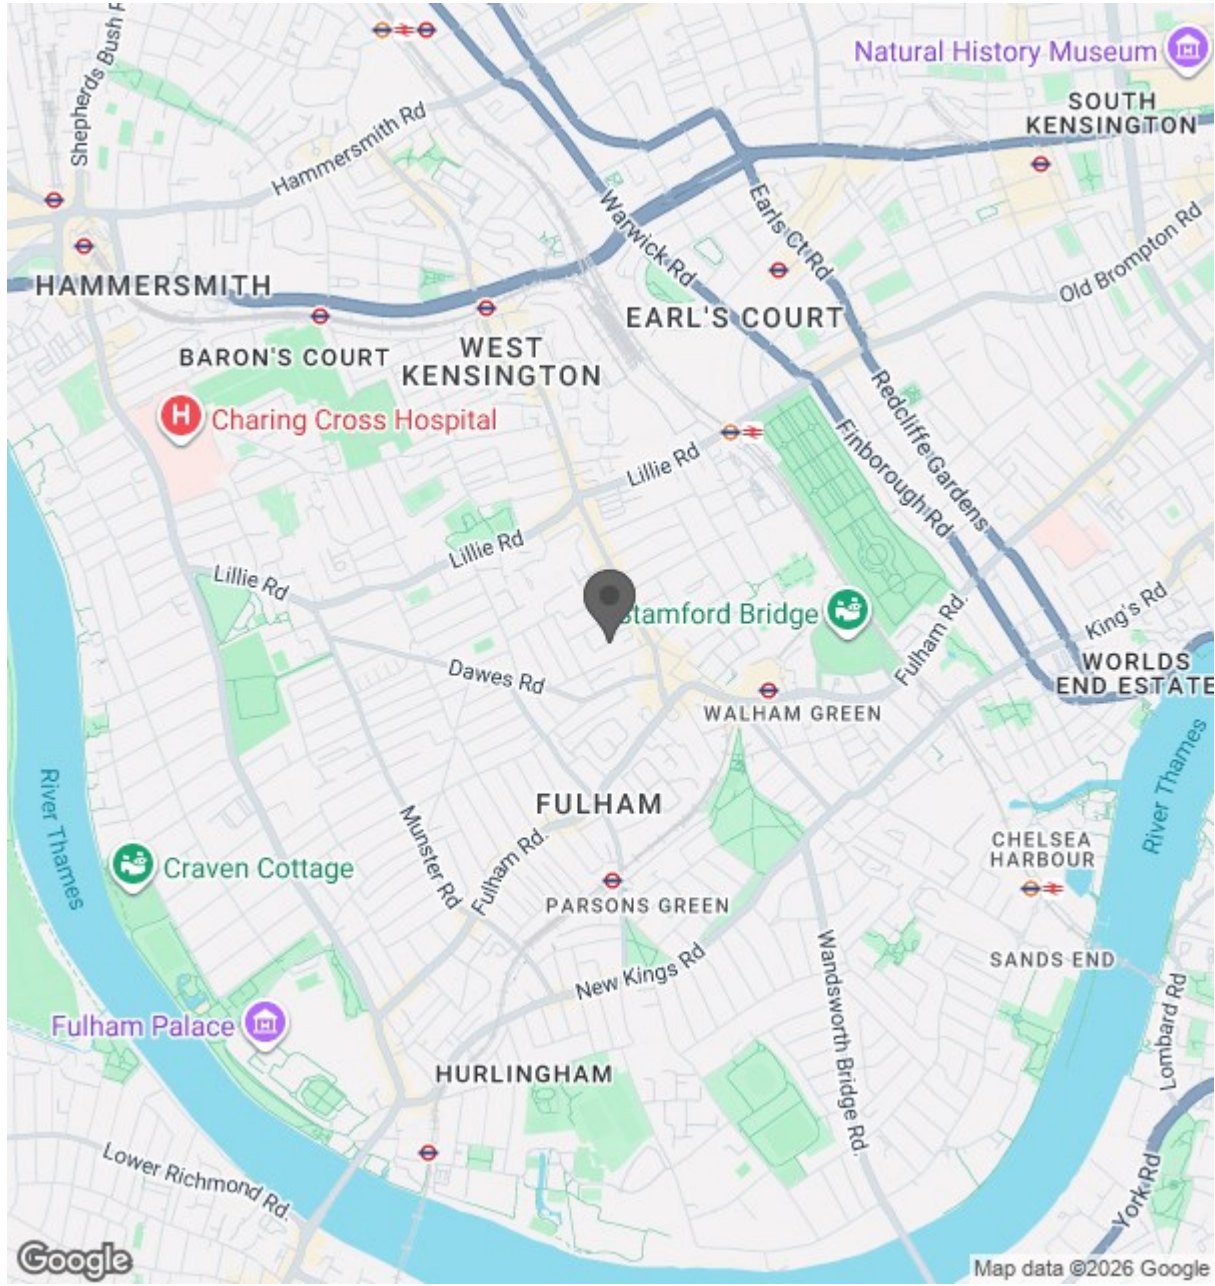 Natural History Museum
SOUTH
KENSINGTON
Shepherds Bush R
Hammersmith Rd
Warwick Rd
Earls Ct Rd
Old Brompton Rd
HAMMERSMITH
EARL'S COURT
BARON'S COURT
WEST
KENSINGTON
Redcliffe Gardens
H
Charing Cross Hospital
Finborough Rd
Lillie Rd
Lillie Rd
Lillie Rd
Stamford Bridge
King's Rd
Fulham Rd.
WORLDS
END ESTATE
Dawes Rd
WALHAM GREEN
River Thames
River Thames
FULHAM
Munster Rd
Fulham Rd.
CHELSEA
HARBOUR
Craven Cottage
PARSONS GREEN
Wandsworth Bridge Rd
New Kings Rd
SANDS END
Lombard Rd
Fulham Palace
HURLINGHAM
Lower Richmond Rd.
York Rd
Google
Map data ©2026 Google